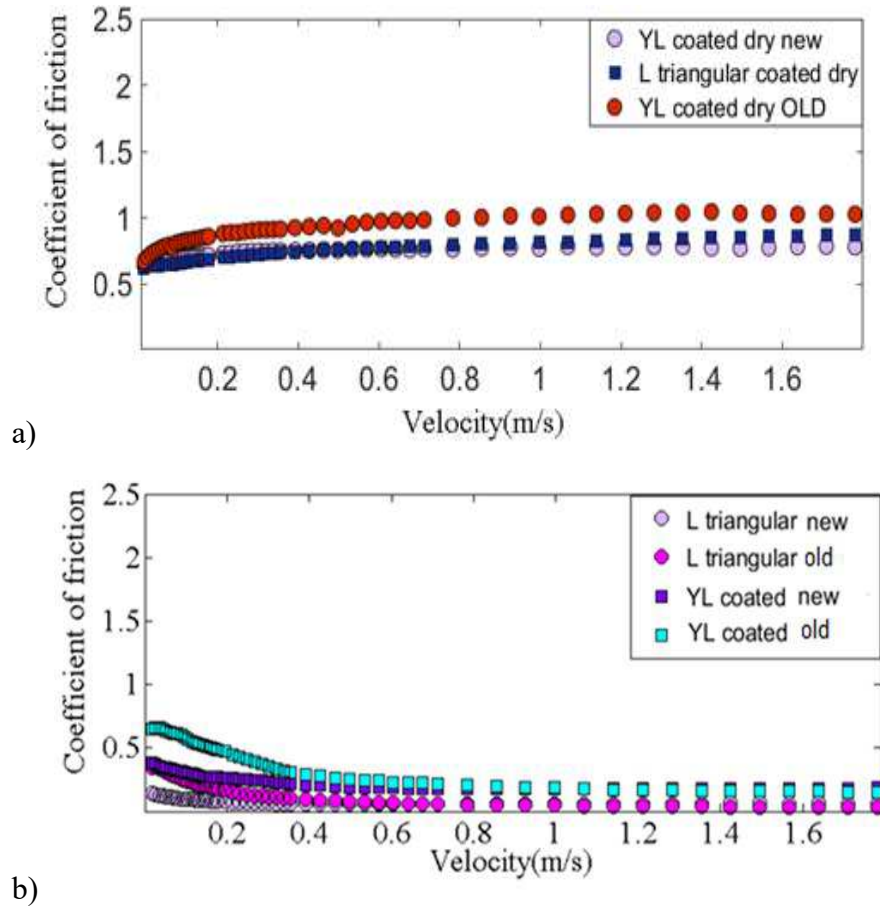 2.5
2
1.5
1
0.5
Coefficient of friction
YL coated dry new
L triangular coated dry
YL coated dry OLD
0.2 0.4 0.6 0.8 1 1.2 1.4 1.6
Velocity(m/s)
a)
2.5
2
1.5
1
0.5
Coefficient of friction
L triangular new
L triangular old
YL coated new
YL coated old
0.2 0.4 0.6 0.8 1 1.2 1.4 1.6
Velocity(m/s)
b)